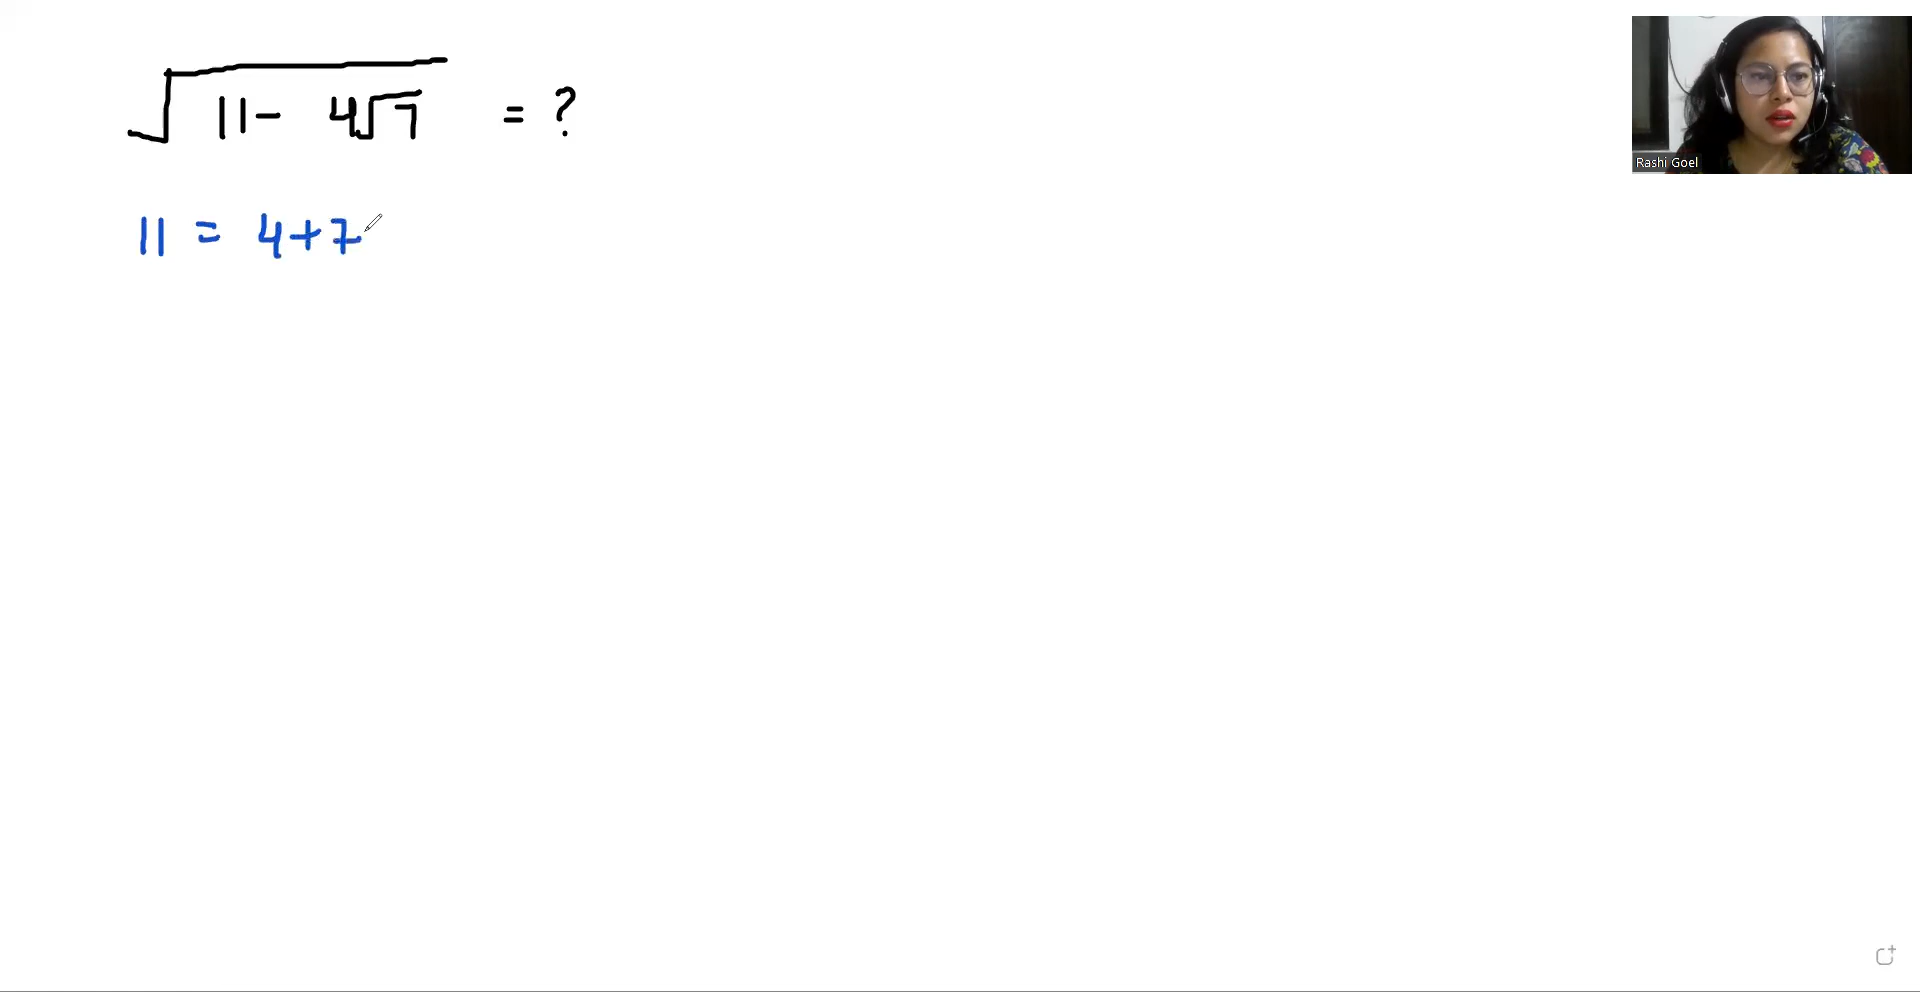 √(11 - 4√7) = ?
11 = 4+7
Rashi Goel